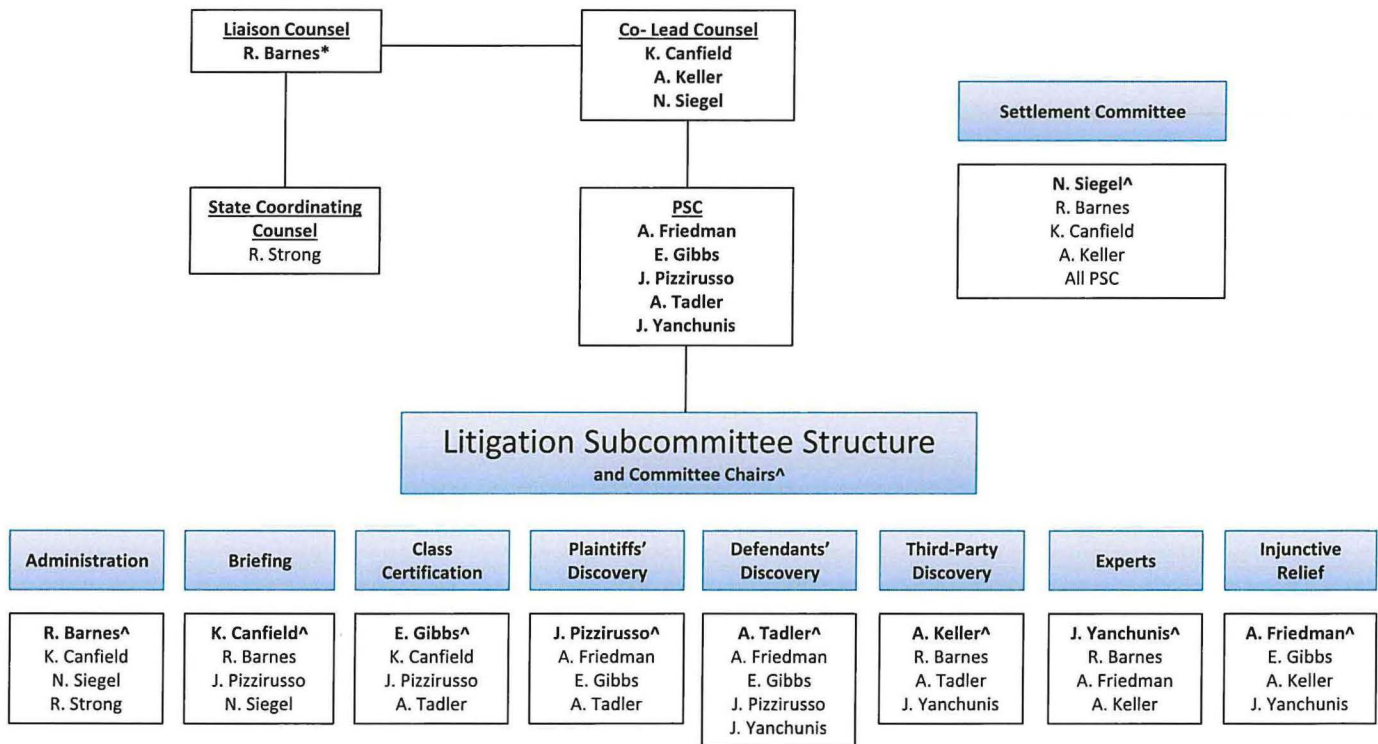 Liaison Counsel
R. Barnes*
Co- Lead Counsel
K. Canfield
A. Keller
N. Siegel
Settlement Committee
N. Siegel^
R. Barnes
K. Canfield
A. Keller
All PSC
State Coordinating
Counsel
R. Strong
PSC
A. Friedman
E. Gibbs
J. Pizzirusso
A. Tadler
J. Yanchunis
Litigation Subcommittee Structure
and Committee Chairs^
Administration
R. Barnes^
K. Canfield
N. Siegel
R. Strong
Briefing
K. Canfield^
R. Barnes
J. Pizzirusso
N. Siegel
Class
Certification
E. Gibbs^
K. Canfield
J. Pizzirusso
A. Tadler
Plaintiffs'
Discovery
J. Pizzirusso^
A. Friedman
E. Gibbs
A. Tadler
Defendants'
Discovery
A. Tadler^
A. Friedman
E. Gibbs
J. Pizzirusso
J. Yanchunis
Third-Party
Discovery
A. Keller^
R. Barnes
A. Tadler
J. Yanchunis
Experts
J. Yanchunis^
R. Barnes
A. Friedman
A. Keller
Injunctive
Relief
A. Friedman^
E. Gibbs
A. Keller
J. Yanchunis